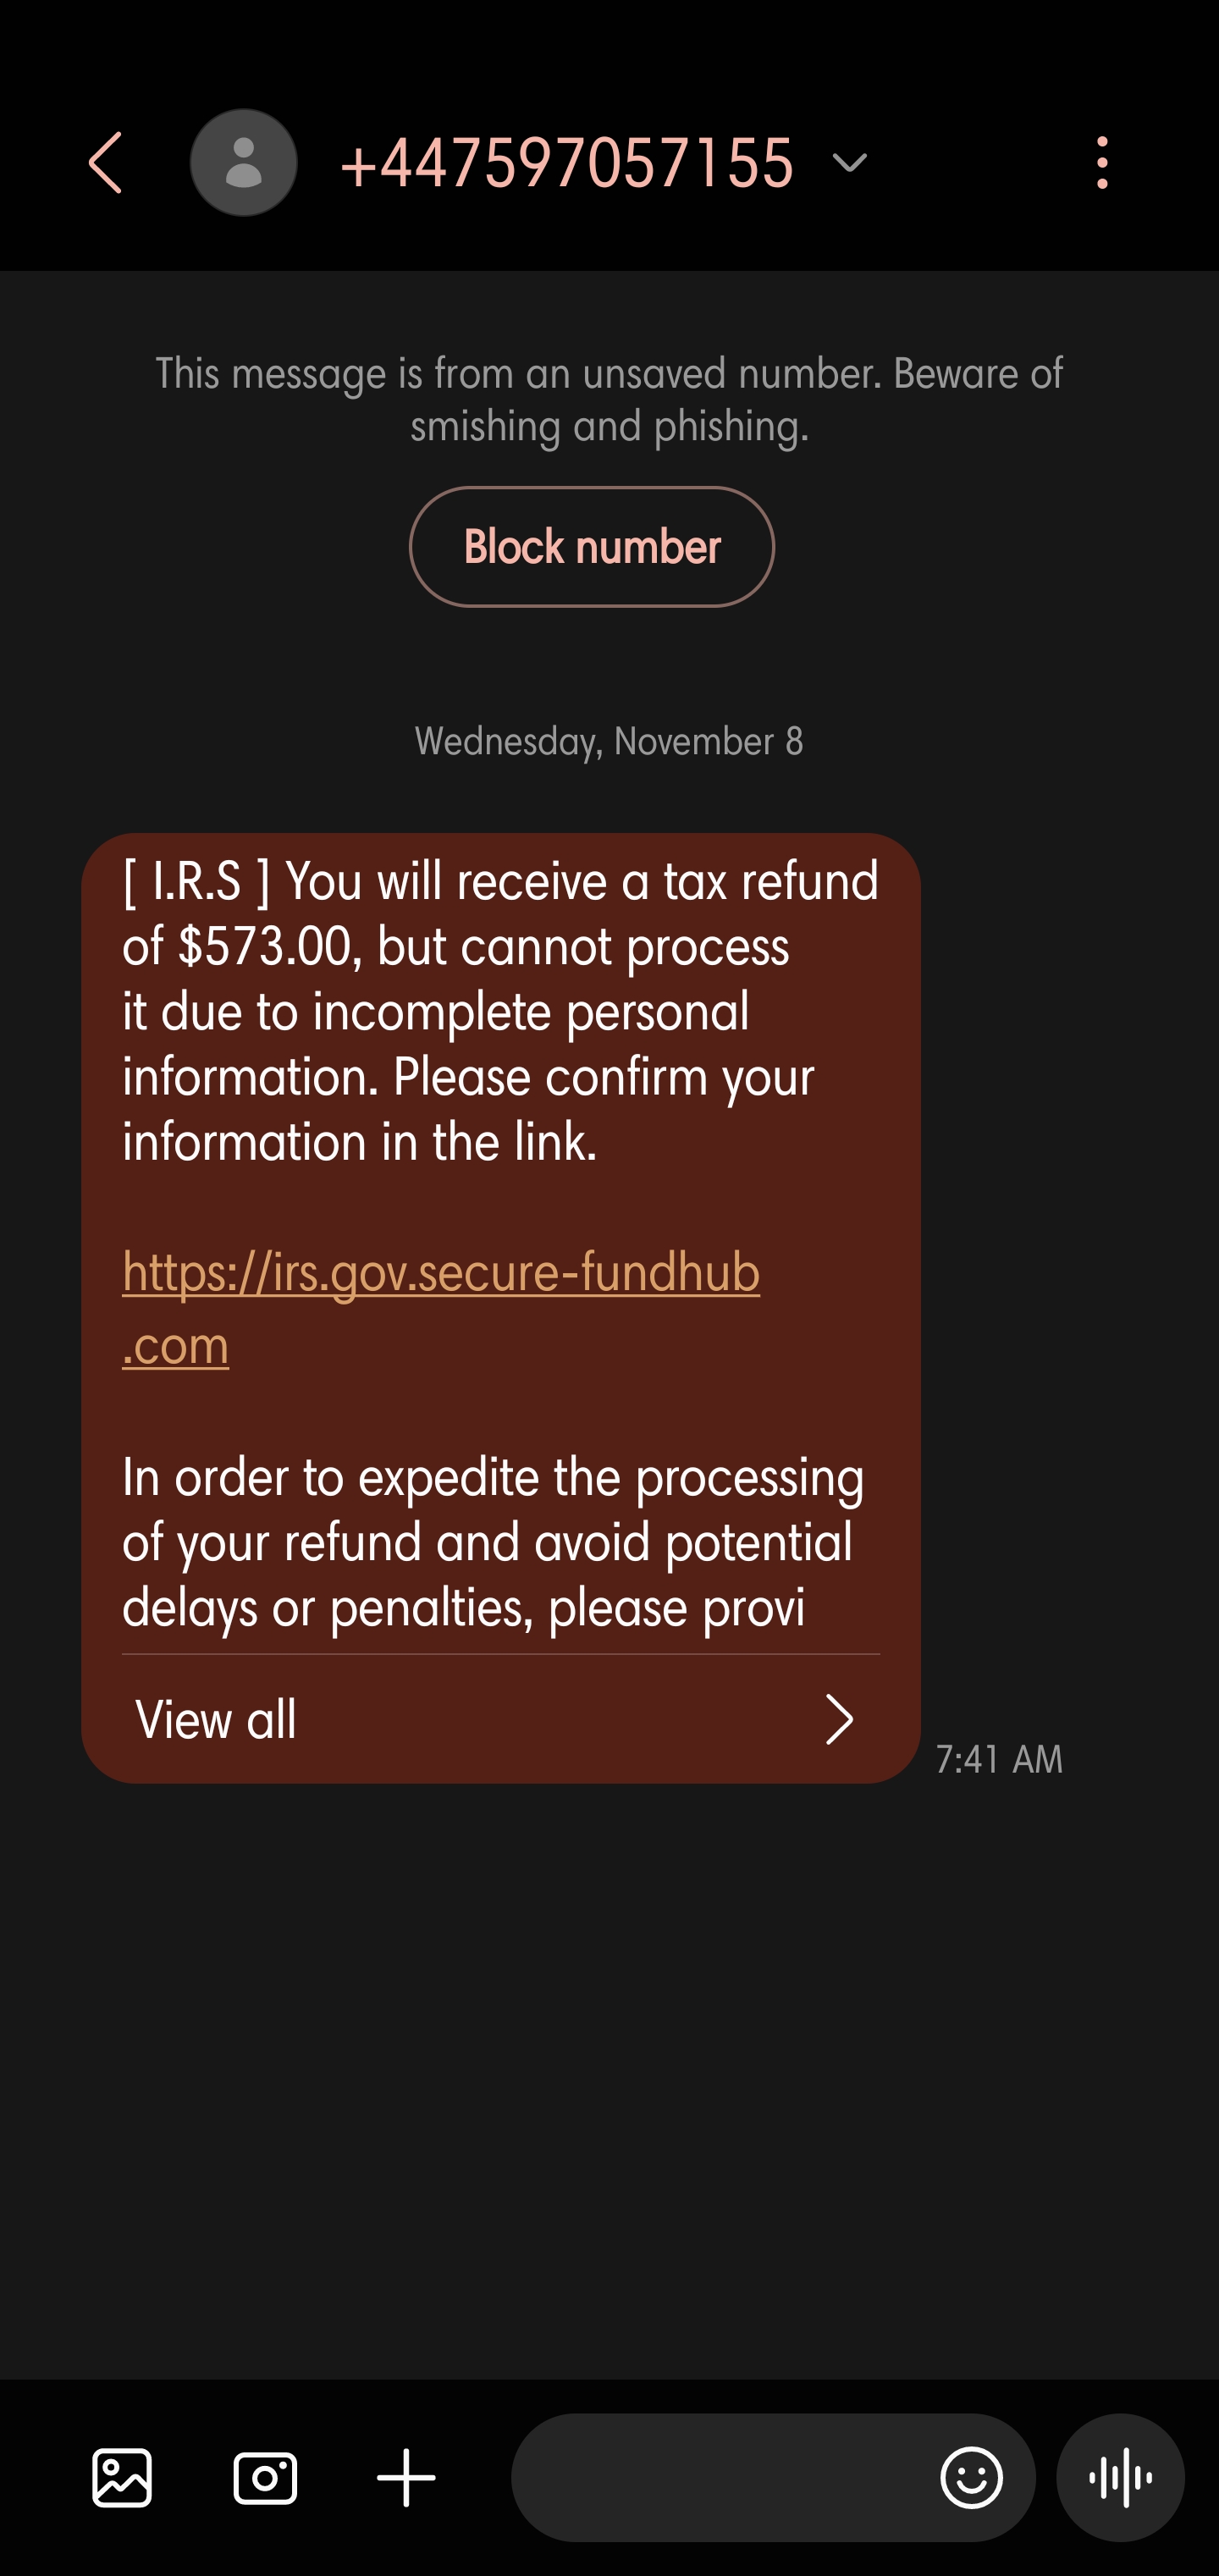 +447597057155
This message is from an unsaved number. Beware of
smishing and phishing.
Block number
Wednesday, November 8
[ I.R.S ] You will receive a tax refund
of $573.00, but cannot process
it due to incomplete personal
information. Please confirm your
information in the link.
https://irs.gov.secure-fundhub
.com
In order to expedite the processing
of your refund and avoid potential
delays or penalties, please provi
View all
7:41 AM